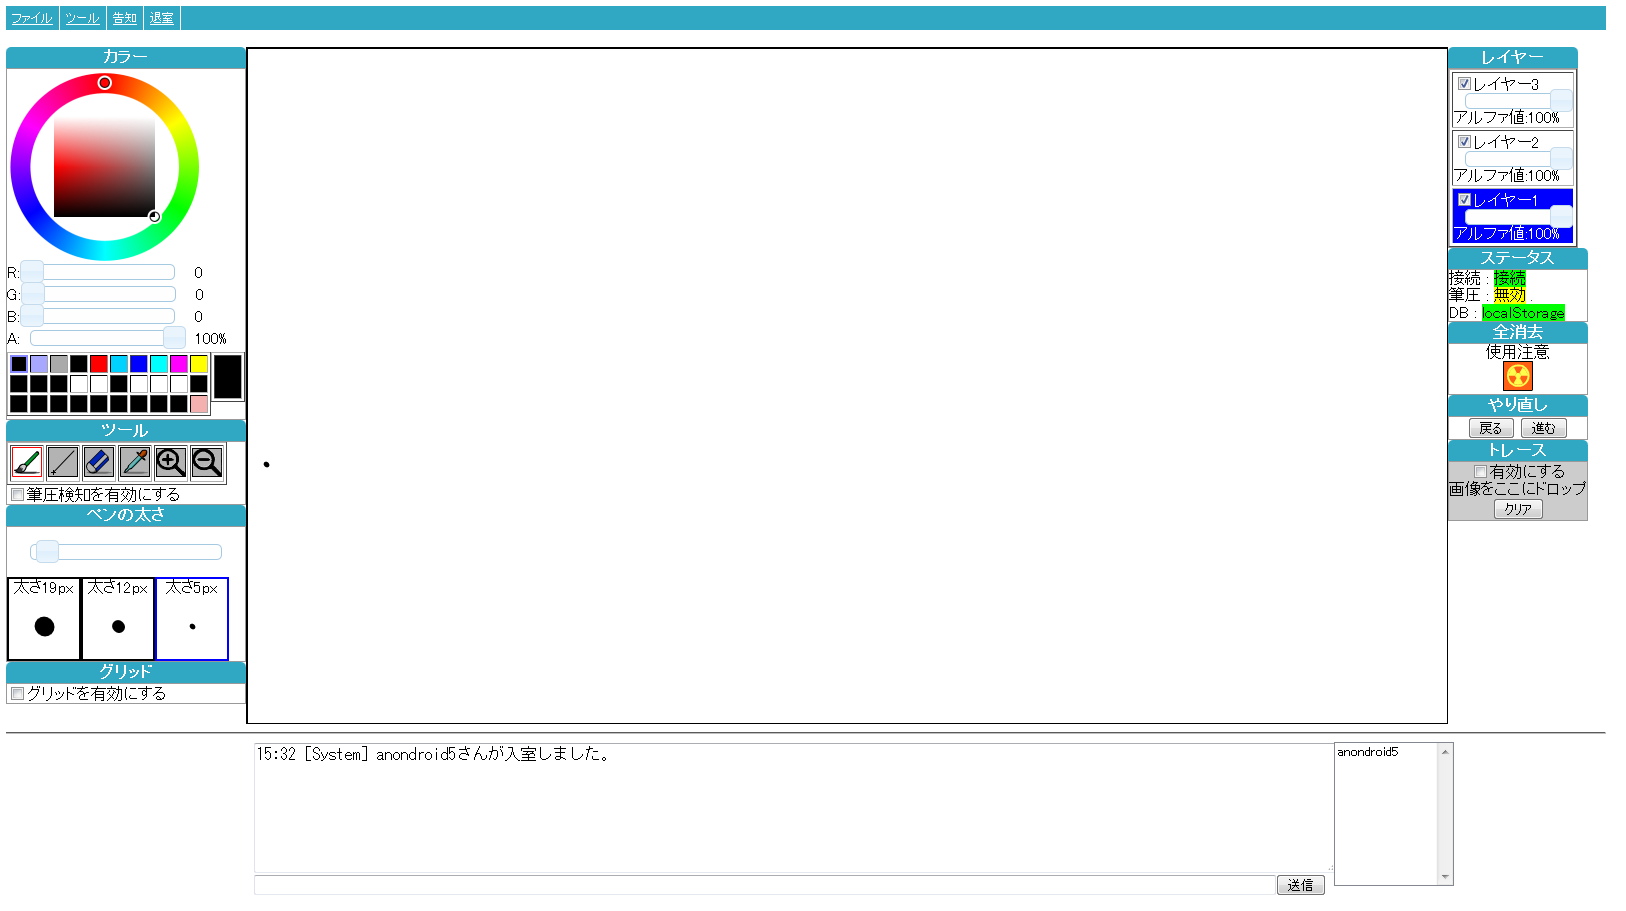 ファイル ツール 告知 退室
カラー
R: 0
G: 0
B: 0
A: 100%
ツール
筆圧検知を有効にする
ペンの太さ
太さ19px 太さ12px 太さ5px
グリッド
グリッドを有効にする
レイヤー
レイヤー3
アルファ値:100%
レイヤー2
アルファ値:100%
レイヤー1
アルファ値:100%
ステータス
接続 : 接続
筆圧 : 無効 .
DB : localStorage
全消去
使用注意
やり直し
戻る 進む
トレース
有効にする
画像をここにドロップ
クリア
15:32 [System] anondroid5さんが入室しました。
anondroid5
送信